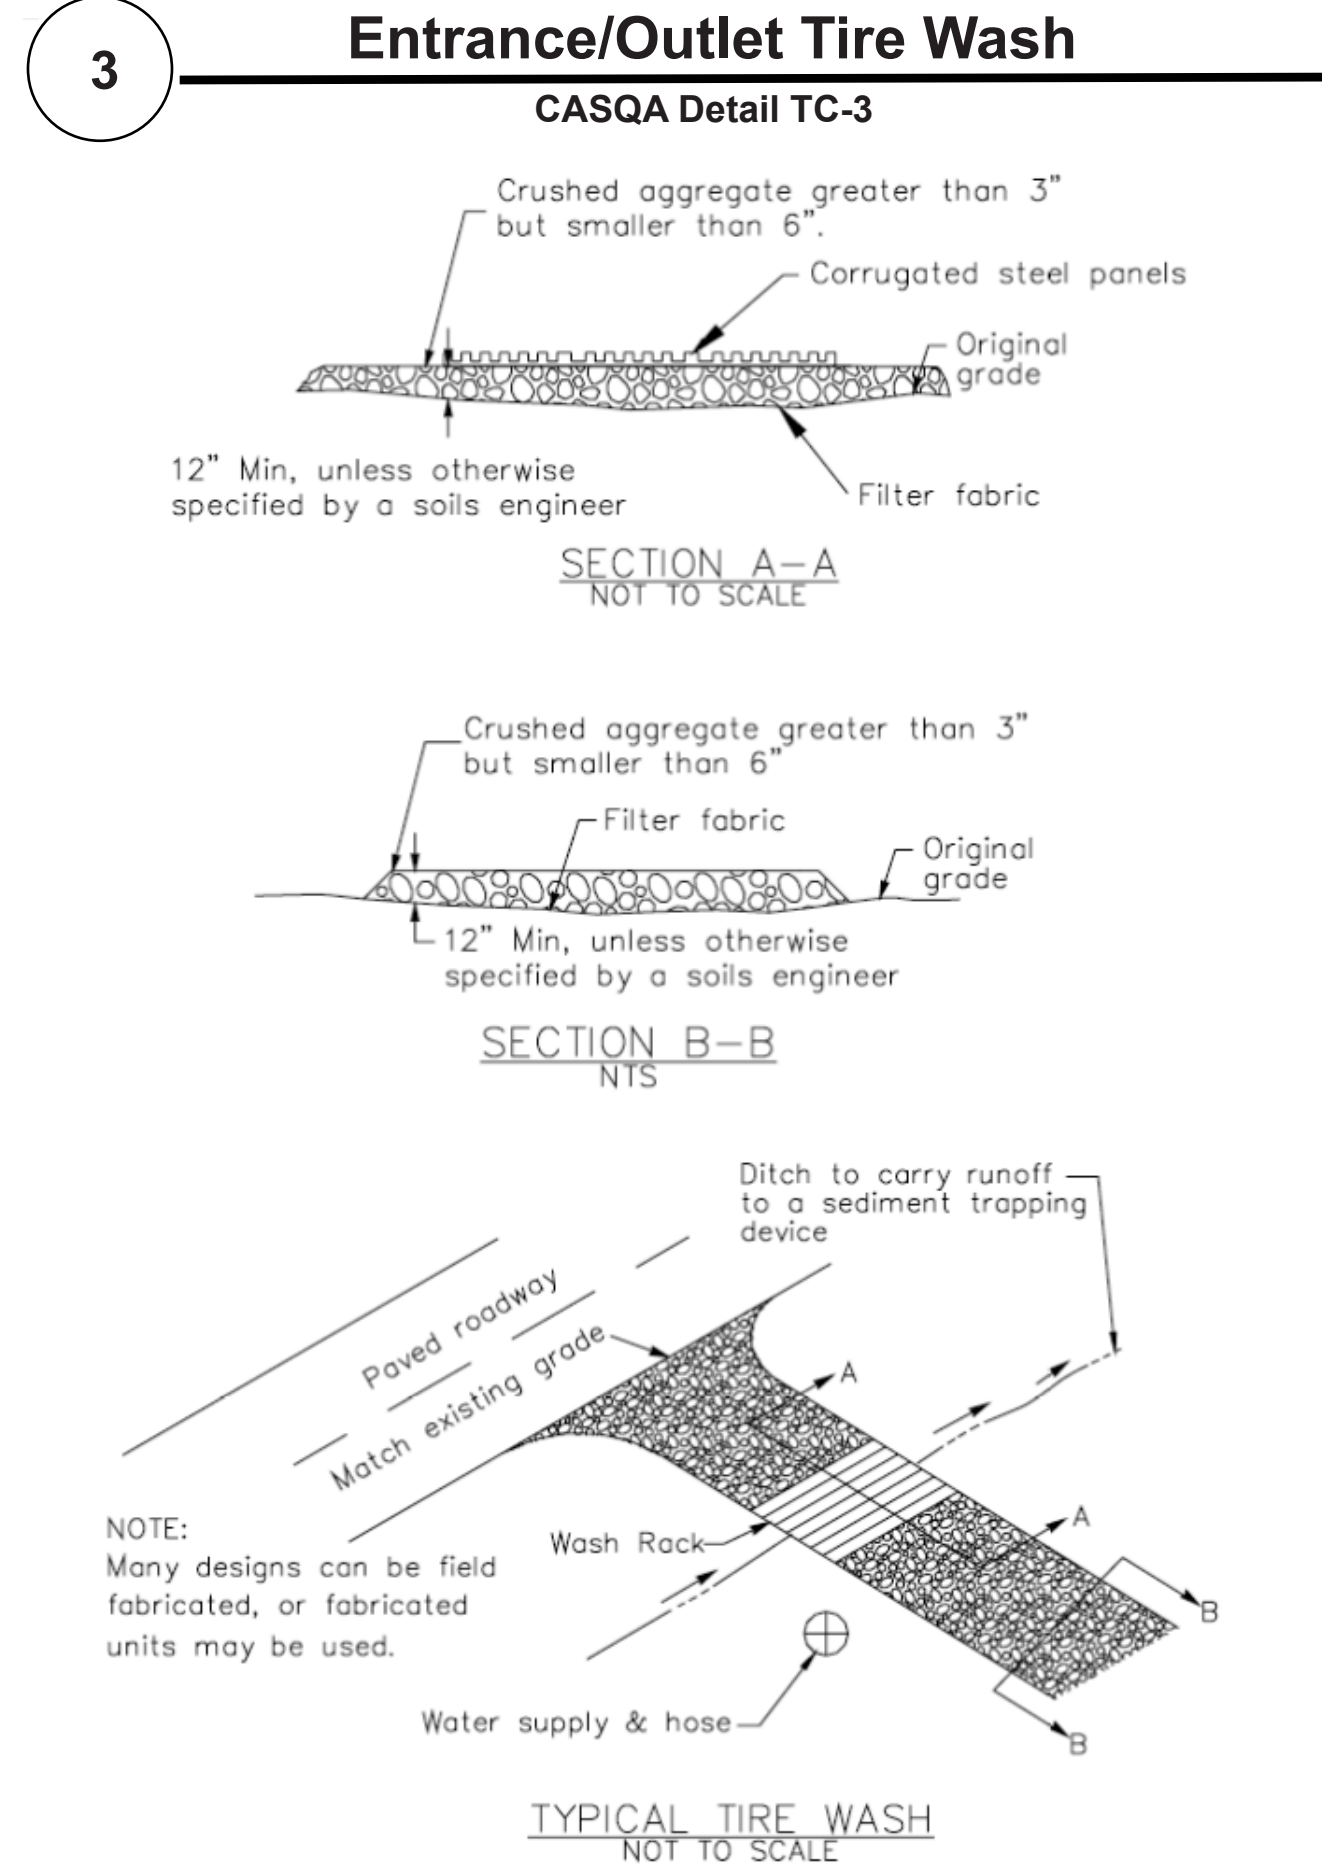 3
Entrance/Outlet Tire Wash
CASQA Detail TC-3
Crushed aggregate greater than 3”
but smaller than 6”.
Corrugated steel panels
Original
grade
12” Min, unless otherwise
specified by a soils engineer
Filter fabric
SECTION A–A
NOT TO SCALE
Crushed aggregate greater than 3”
but smaller than 6”
Filter fabric
Original
grade
12” Min, unless otherwise
specified by a soils engineer
SECTION B–B
NTS
Ditch to carry runoff
to a sediment trapping
device
Paved roadway
Match existing grade
A
NOTE:
Many designs can be field
fabricated, or fabricated
units may be used.
Wash Rack
A
B
Water supply & hose
B
TYPICAL TIRE WASH
NOT TO SCALE